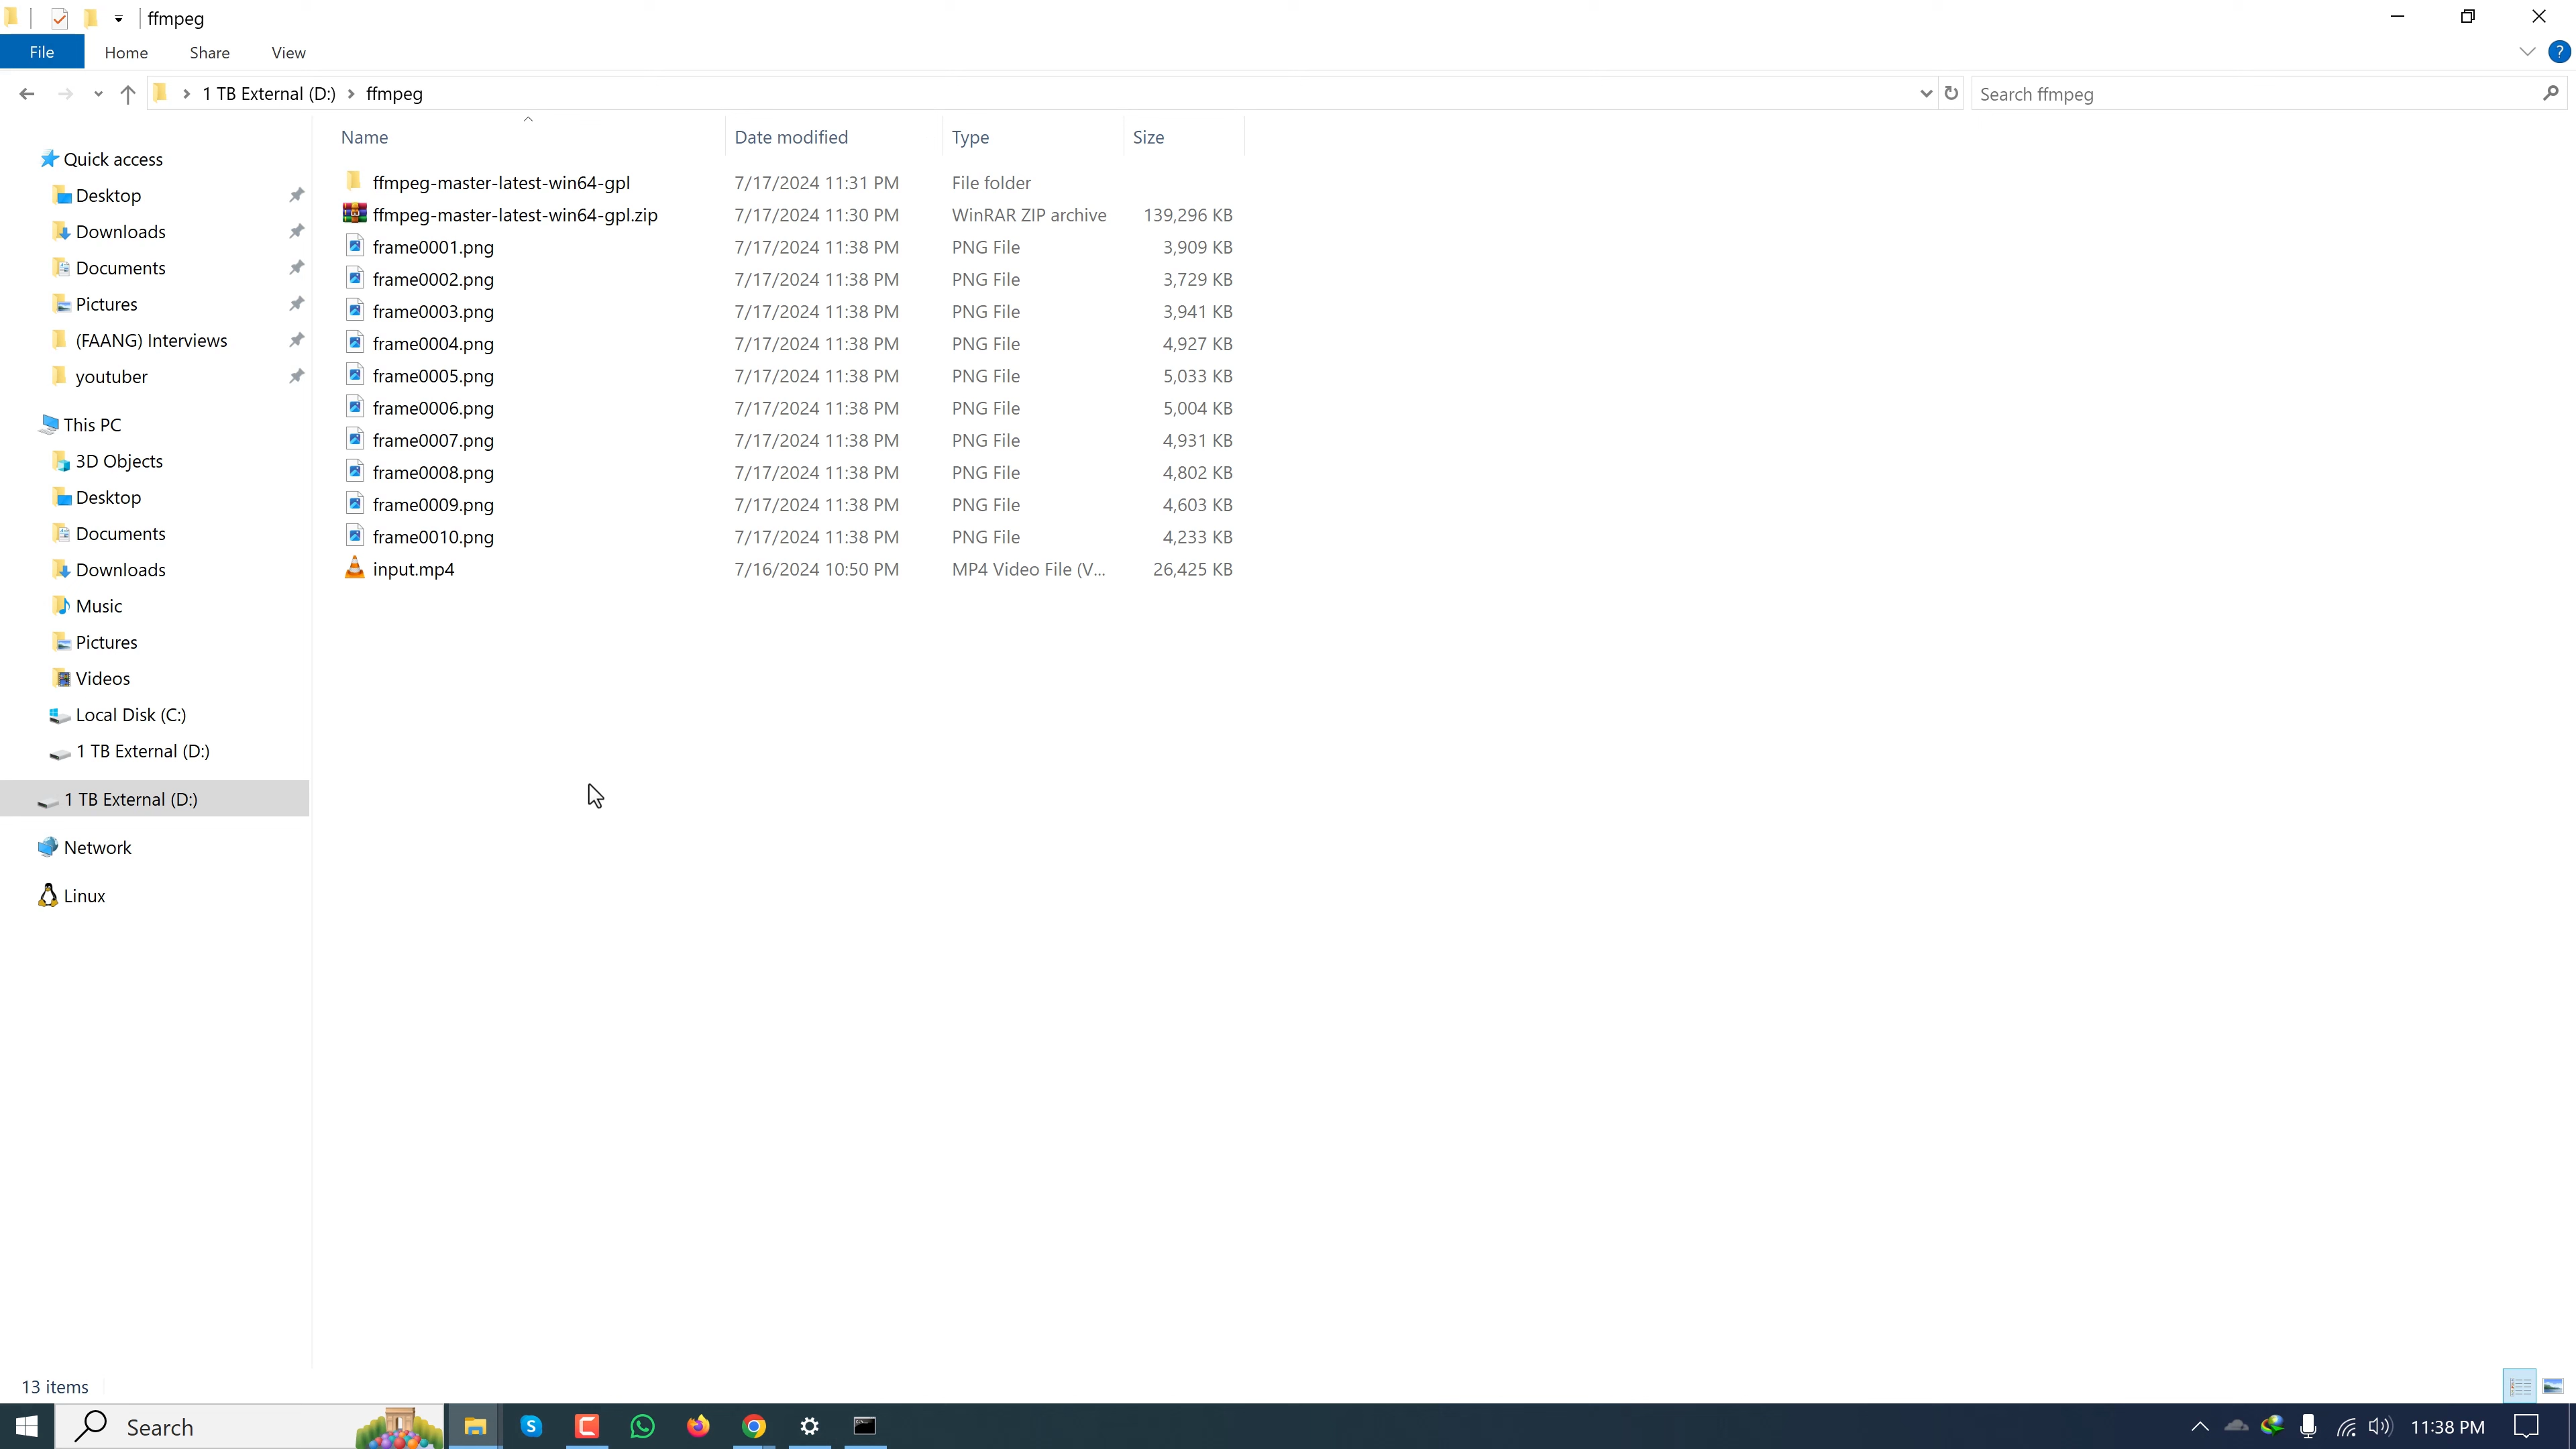 ffmpeg
File Home Share View
1 TB External (D:) ffmpeg Search ffmpeg
Name Date modified Type Size
Quick access
Desktop
Downloads
Documents
Pictures
(FAANG) Interviews
youtuber
This PC
3D Objects
Desktop
Documents
Downloads
Music
Pictures
Videos
Local Disk (C:)
1 TB External (D:)
1 TB External (D:)
Network
Linux
ffmpeg-master-latest-win64-gpl 7/17/2024 11:31 PM File folder
ffmpeg-master-latest-win64-gpl.zip 7/17/2024 11:30 PM WinRAR ZIP archive 139,296 KB
frame0001.png 7/17/2024 11:38 PM PNG File 3,909 KB
frame0002.png 7/17/2024 11:38 PM PNG File 3,729 KB
frame0003.png 7/17/2024 11:38 PM PNG File 3,941 KB
frame0004.png 7/17/2024 11:38 PM PNG File 4,927 KB
frame0005.png 7/17/2024 11:38 PM PNG File 5,033 KB
frame0006.png 7/17/2024 11:38 PM PNG File 5,004 KB
frame0007.png 7/17/2024 11:38 PM PNG File 4,931 KB
frame0008.png 7/17/2024 11:38 PM PNG File 4,802 KB
frame0009.png 7/17/2024 11:38 PM PNG File 4,603 KB
frame0010.png 7/17/2024 11:38 PM PNG File 4,233 KB
input.mp4 7/16/2024 10:50 PM MP4 Video File (V... 26,425 KB
13 items
Search 11:38 PM